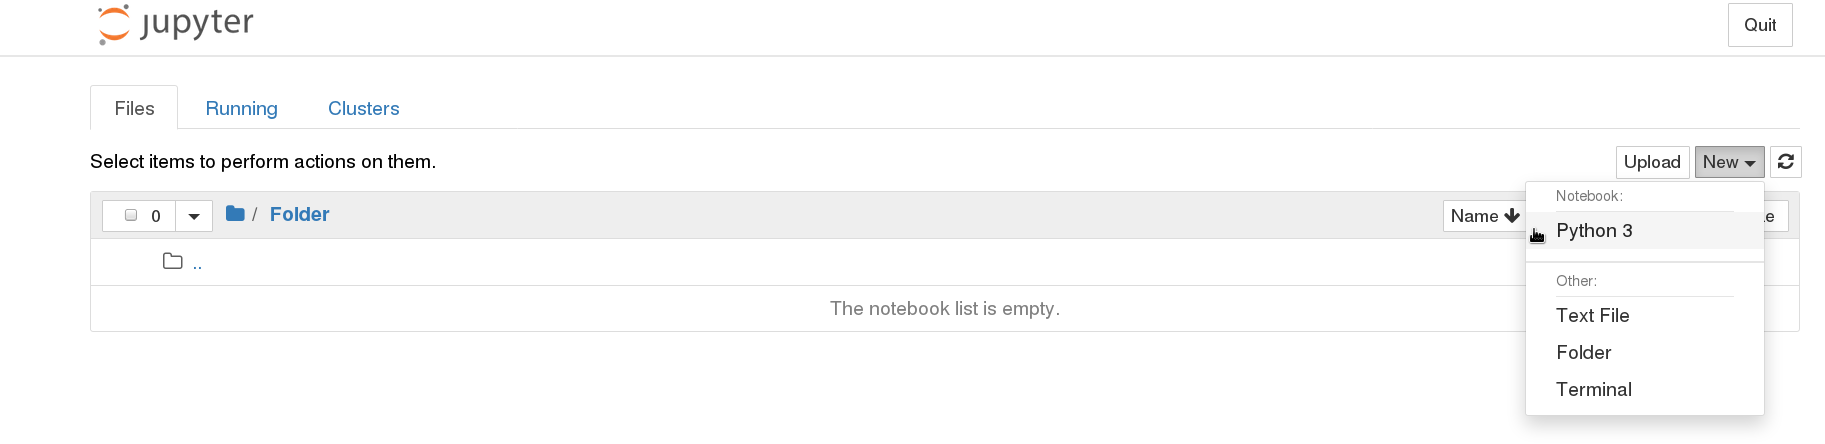 jupyter
Quit
Files Running Clusters
Select items to perform actions on them.
Upload New
0 / Folder
Name
Notebook:
Python 3
..
Other:
The notebook list is empty.
Text File
Folder
Terminal